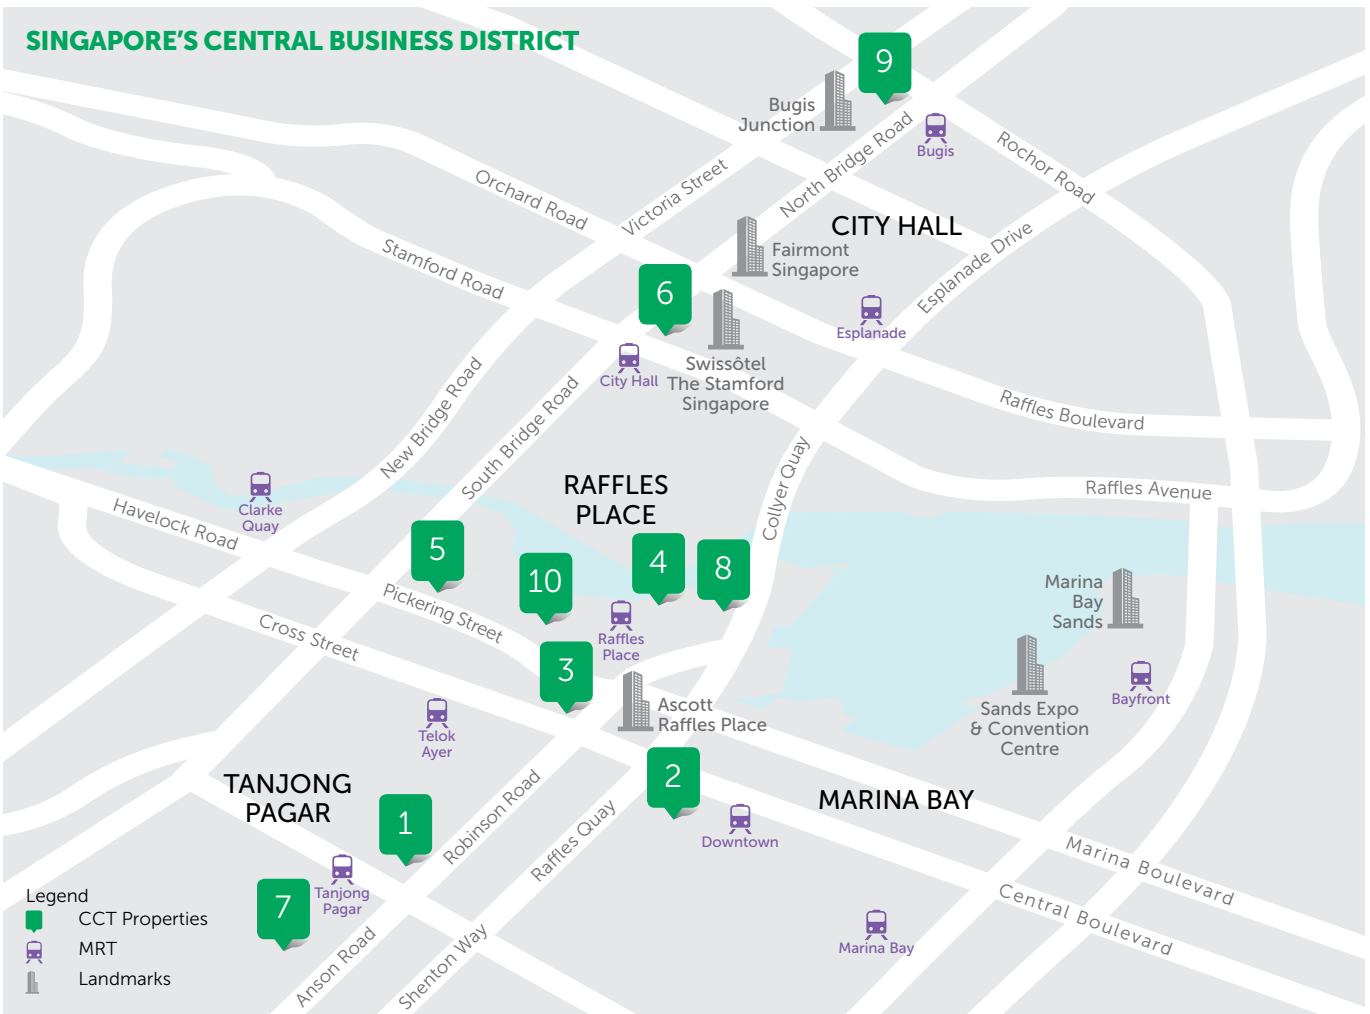 SINGAPORE'S CENTRAL BUSINESS DISTRICT
9
Bugis
Junction
Bugis
Rochor Road
North Bridge Road
Victoria Street
Orchard Road
CITY HALL
Fairmont
Singapore
Esplanade Drive
Stamford Road
6
Esplanade
City Hall
Swissôtel
The Stamford
Singapore
New Bridge Road
South Bridge Road
Raffles Boulevard
Collyer Quay
RAFFLES
PLACE
Raffles Avenue
Clarke
Quay
Havelock Road
5
10
4
8
Pickering Street
Raffles
Place
Marina
Bay
Sands
Cross Street
3
Ascott
Raffles Place
Bayfront
Sands Expo
& Convention
Centre
Telok
Ayer
TANJONG
PAGAR
2
MARINA BAY
1
Robinson Road
Raffles Quay
Downtown
Marina Boulevard
Central Boulevard
Tanjong
Pagar
7
Anson Road
Shenton Way
Marina Bay
Legend
CCT Properties
MRT
Landmarks